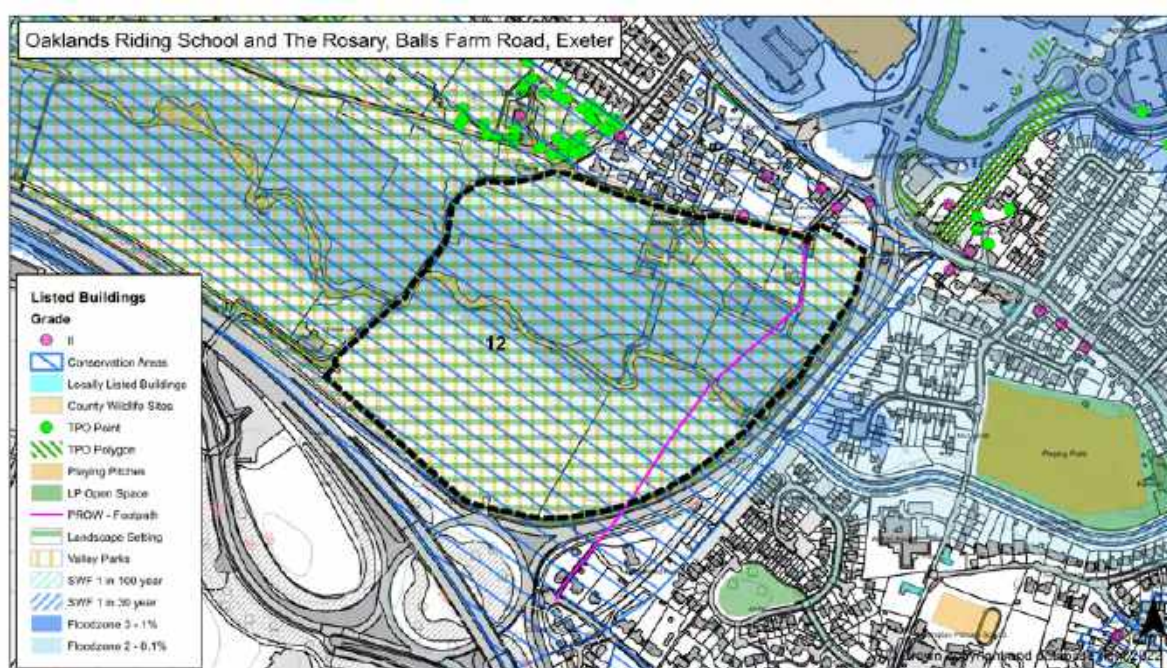 Oaklands Riding School and The Rosary, Balls Farm Road, Exeter
12
Playing Field
Listed Buildings
Grade
II
Conservation Areas
Locally Listed Buildings
County Wildlife Sites
TPO Point
TPO Polygon
Playing Pitches
LP Open Space
PROW - Footpath
Landscape Setting
Valley Parks
SWF 1 in 100 year
SWF 1 in 30 year
Floodzone 3 - 1%
Floodzone 2 - 0.1%